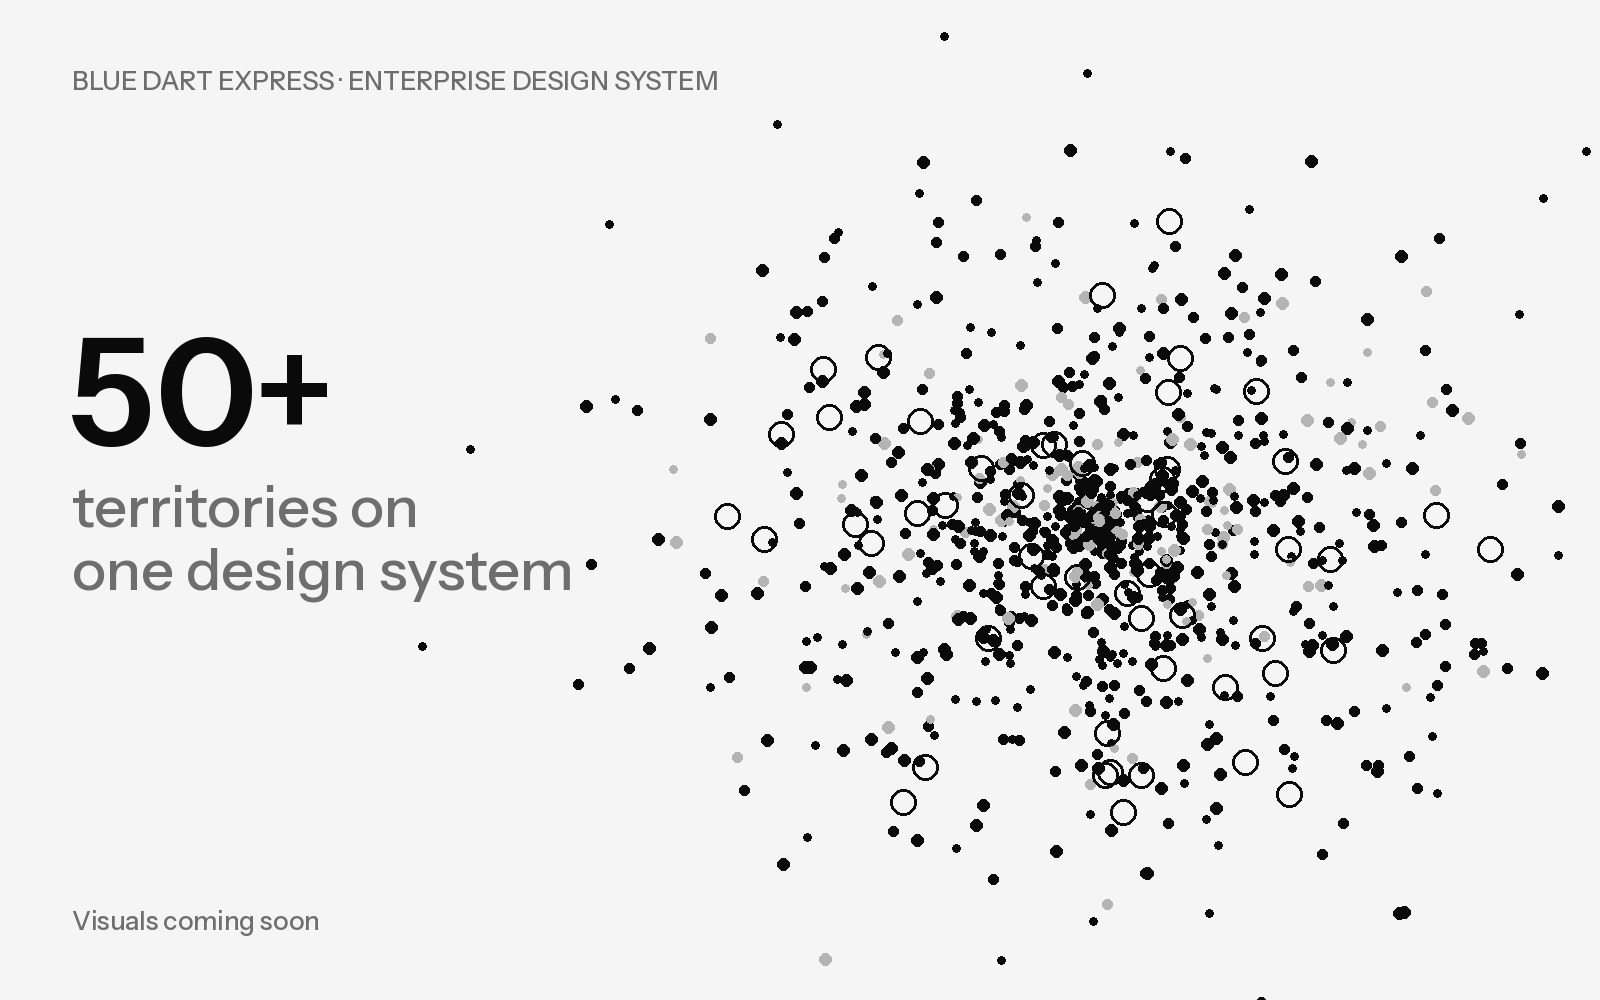 BLUE DART EXPRESS · ENTERPRISE DESIGN SYSTEM
50+
territories on
one design system
Visuals coming soon